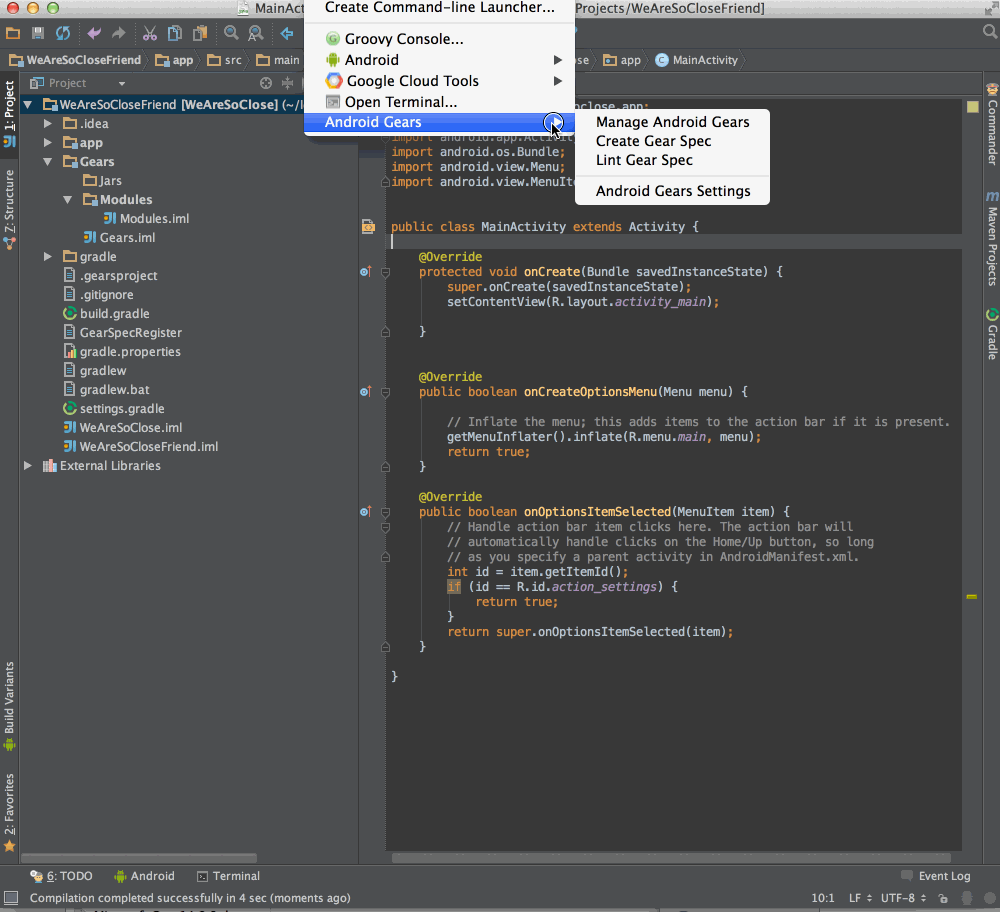 MainAct
Projects/WeAreSoCloseFriend]
Create Command-line Launcher...
Groovy Console...
Android
Google Cloud Tools
Open Terminal...
Android Gears
Manage Android Gears
Create Gear Spec
Lint Gear Spec
Android Gears Settings
WeAreSoCloseFriend
app
src
main
se
app
MainActivity
Project
1: Project
Z: Structure
Build Variants
2: Favorites
WeAreSoCloseFriend [WeAreSoClose] (~/
.idea
app
Gears
Jars
Modules
Modules.iml
Gears.iml
gradle
.gearsproject
.gitignore
build.gradle
GearSpecRegister
gradle.properties
gradlew
gradlew.bat
settings.gradle
WeAreSoClose.iml
WeAreSoCloseFriend.iml
External Libraries
close.app;
import android.app.Activit
import android.os.Bundle;
import android.view.Menu;
import android.view.MenuIte
public class MainActivity extends Activity {
@Override
protected void onCreate(Bundle savedInstanceState) {
super.onCreate(savedInstanceState);
setContentView(R.layout.activity_main);
}
@Override
public boolean onCreateOptionsMenu(Menu menu) {
// Inflate the menu; this adds items to the action bar if it is present.
getMenuInflater().inflate(R.menu.main, menu);
return true;
}
@Override
public boolean onOptionsItemSelected(MenuItem item) {
// Handle action bar item clicks here. The action bar will
// automatically handle clicks on the Home/Up button, so long
// as you specify a parent activity in AndroidManifest.xml.
int id = item.getItemId();
if (id == R.id.action_settings) {
return true;
}
return super.onOptionsItemSelected(item);
}
}
Commander
Maven Projects
Gradle
6: TODO
Android
Terminal
Event Log
Compilation completed successfully in 4 sec (moments ago)
10:1
LF
UTF-8